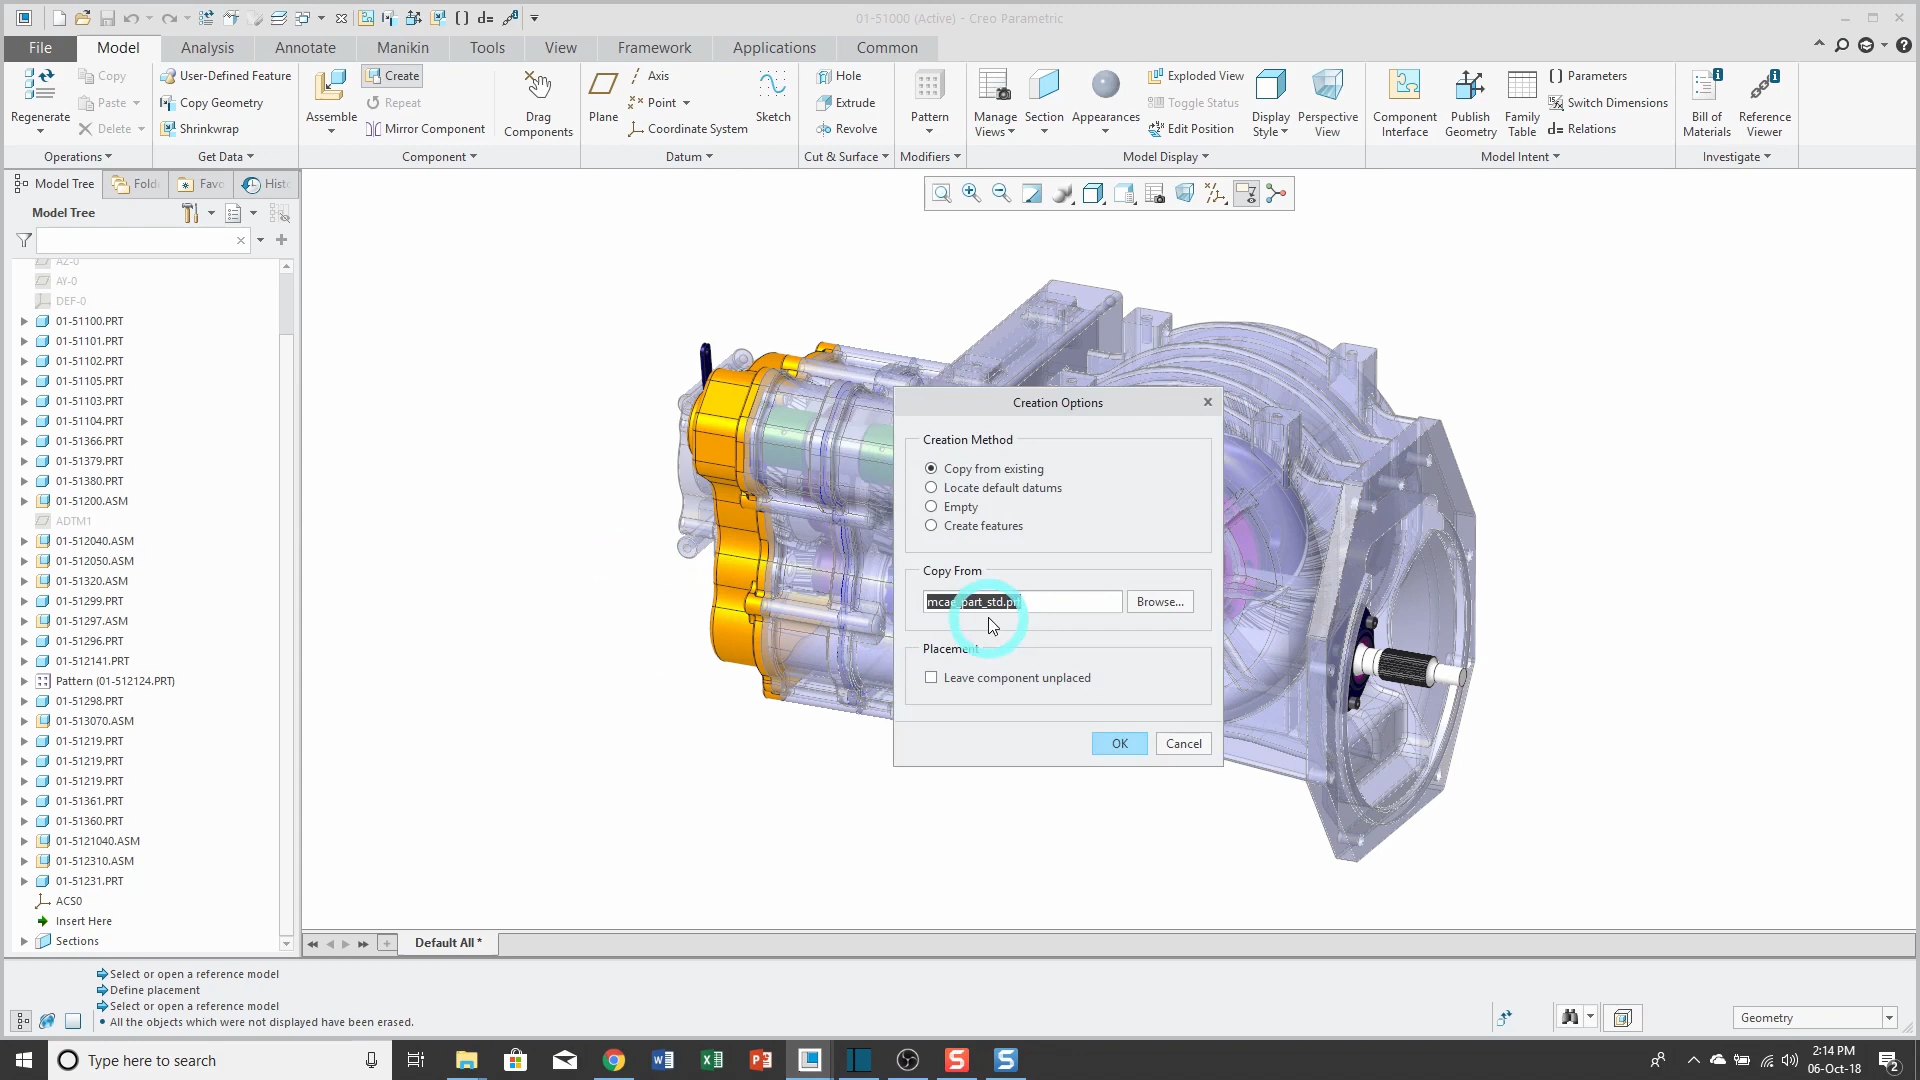 01-51000 (Active) - Creo Parametric
File
Model
Analysis
Annotate
Manikin
Tools
View
Framework
Applications
Common
Regenerate
Copy
Paste
Delete
Operations
User-Defined Feature
Copy Geometry
Shrinkwrap
Get Data
Assemble
Create
Repeat
Mirror Component
Drag
Components
Component
Plane
Axis
Point
Coordinate System
Sketch
Datum
Hole
Extrude
Revolve
Cut & Surface
Pattern
Modifiers
Manage
Views
Section
Appearances
Exploded View
Toggle Status
Edit Position
Display
Style
Perspective
View
Model Display
Component
Interface
Publish
Geometry
Family
Table
Parameters
Switch Dimensions
d= Relations
Model Intent
Bill of
Materials
Reference
Viewer
Investigate
Model Tree
Fold
Favo
Histo
Model Tree
AZ-0
AY-0
DEF-0
01-51100.PRT
01-51101.PRT
01-51102.PRT
01-51105.PRT
01-51103.PRT
01-51104.PRT
01-51366.PRT
01-51379.PRT
01-51380.PRT
01-51200.ASM
ADTM1
01-512040.ASM
01-512050.ASM
01-51320.ASM
01-51299.PRT
01-51297.ASM
01-51296.PRT
01-512141.PRT
Pattern (01-512124.PRT)
01-51298.PRT
01-513070.ASM
01-51219.PRT
01-51219.PRT
01-51219.PRT
01-51361.PRT
01-51360.PRT
01-5121040.ASM
01-512310.ASM
01-51231.PRT
ACS0
Insert Here
Sections
Creation Options
Creation Method
Copy from existing
Locate default datums
Empty
Create features
Copy From
mcae_part_std.prt
Browse...
Placement
Leave component unplaced
OK
Cancel
Default All *
Select or open a reference model
Define placement
Select or open a reference model
• All the objects which were not displayed have been erased.
Geometry
Type here to search
2:14 PM
06-Oct-18
2